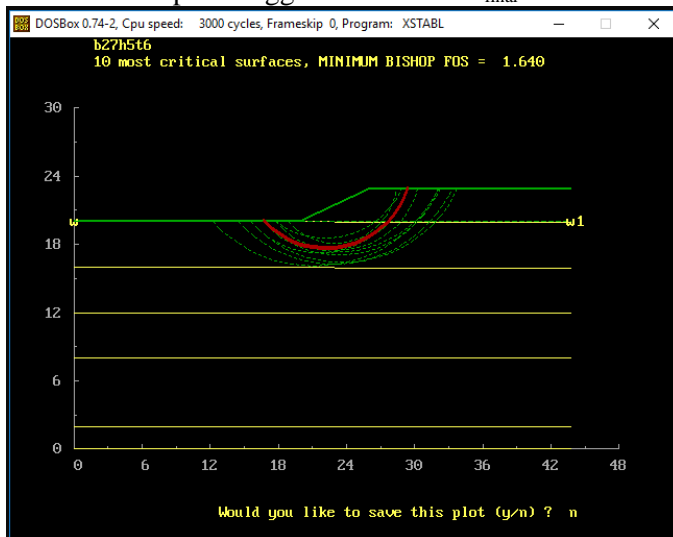 final
DOSBox 0.74-2, Cpu speed: 3000 cycles, Frameskip 0, Program: XSTABL
b27h5t6
10 most critical surfaces, MINIMUM BISHOP FOS = 1.640
30
24
w w1
18
12
6
0
0 6 12 18 24 30 36 42 48
Would you like to save this plot (y/n) ? n